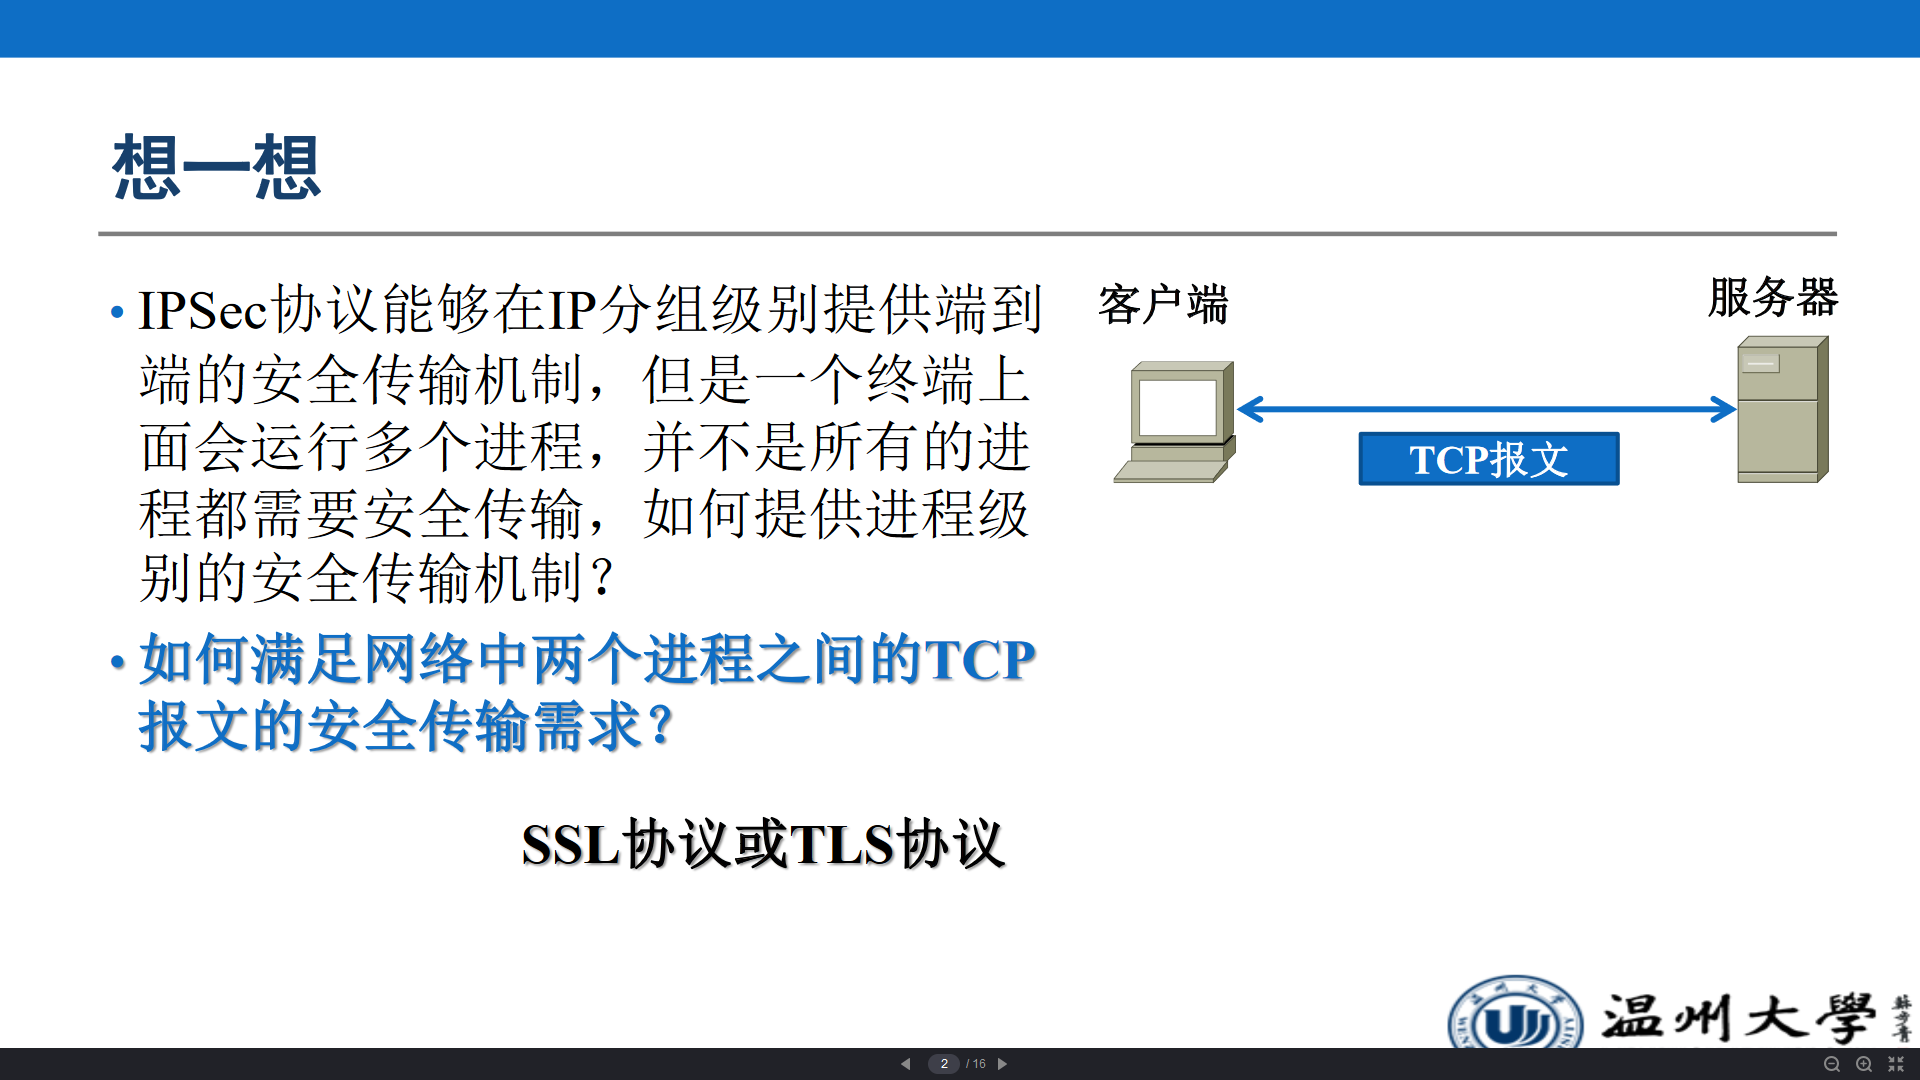 想一想
• IPSec协议能够在IP分组级别提供端到
端的安全传输机制，但是一个终端上
面会运行多个进程，并不是所有的进
程都需要安全传输，如何提供进程级
别的安全传输机制？
• 如何满足网络中两个进程之间的TCP
报文的安全传输需求？
SSL协议或TLS协议
客户端
服务器
TCP报文
温州大學
2 / 16